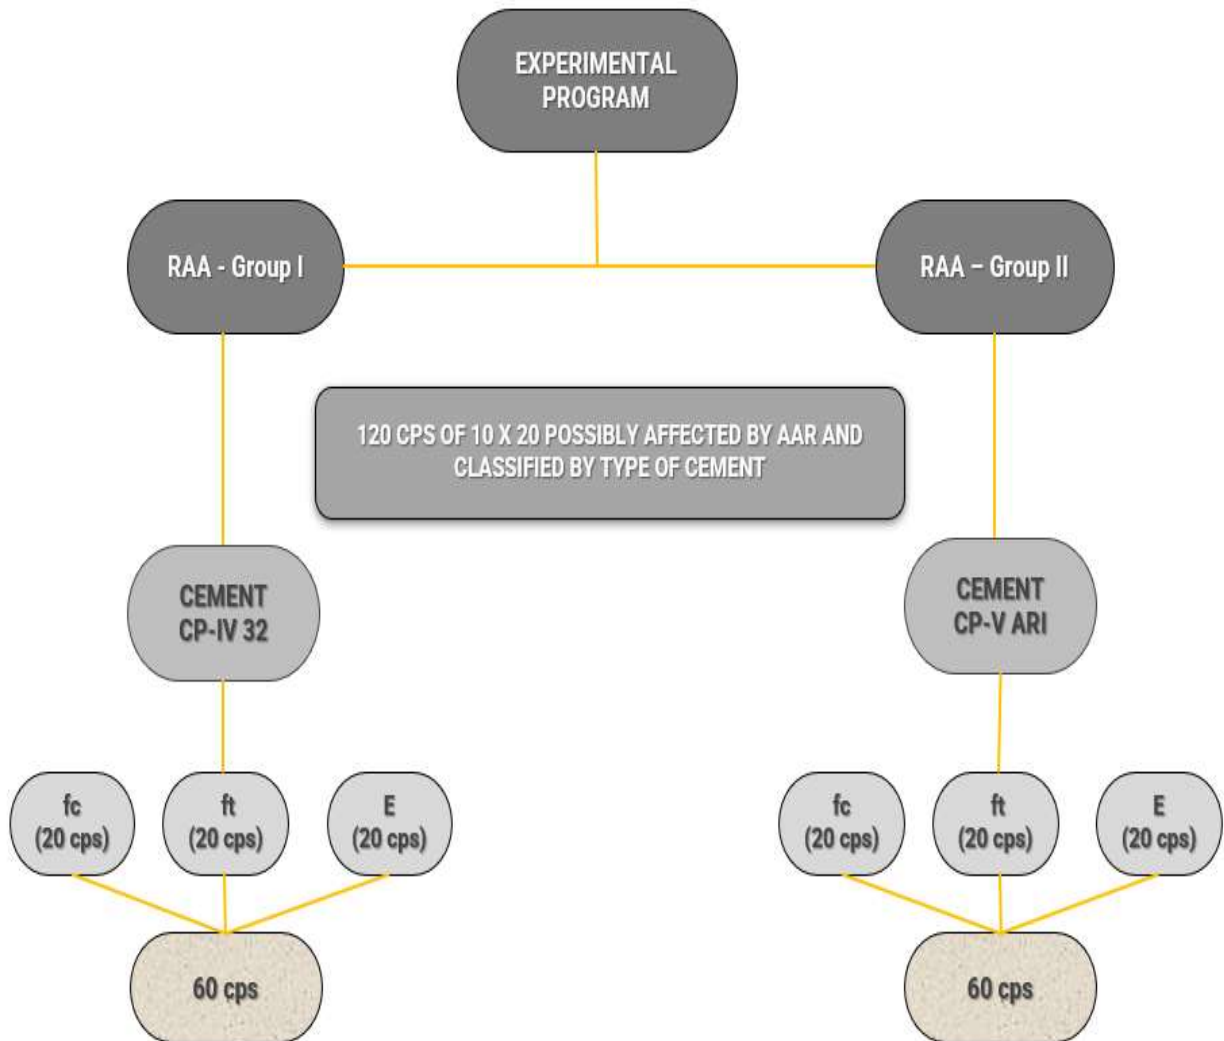 EXPERIMENTAL
PROGRAM
RAA - Group I
RAA – Group II
120 CPS OF 10 X 20 POSSIBLY AFFECTED BY AAR AND
CLASSIFIED BY TYPE OF CEMENT
CEMENT
CP-IV 32
CEMENT
CP-V ARI
fc
(20 cps)
ft
(20 cps)
E
(20 cps)
fc
(20 cps)
ft
(20 cps)
E
(20 cps)
60 cps
60 cps